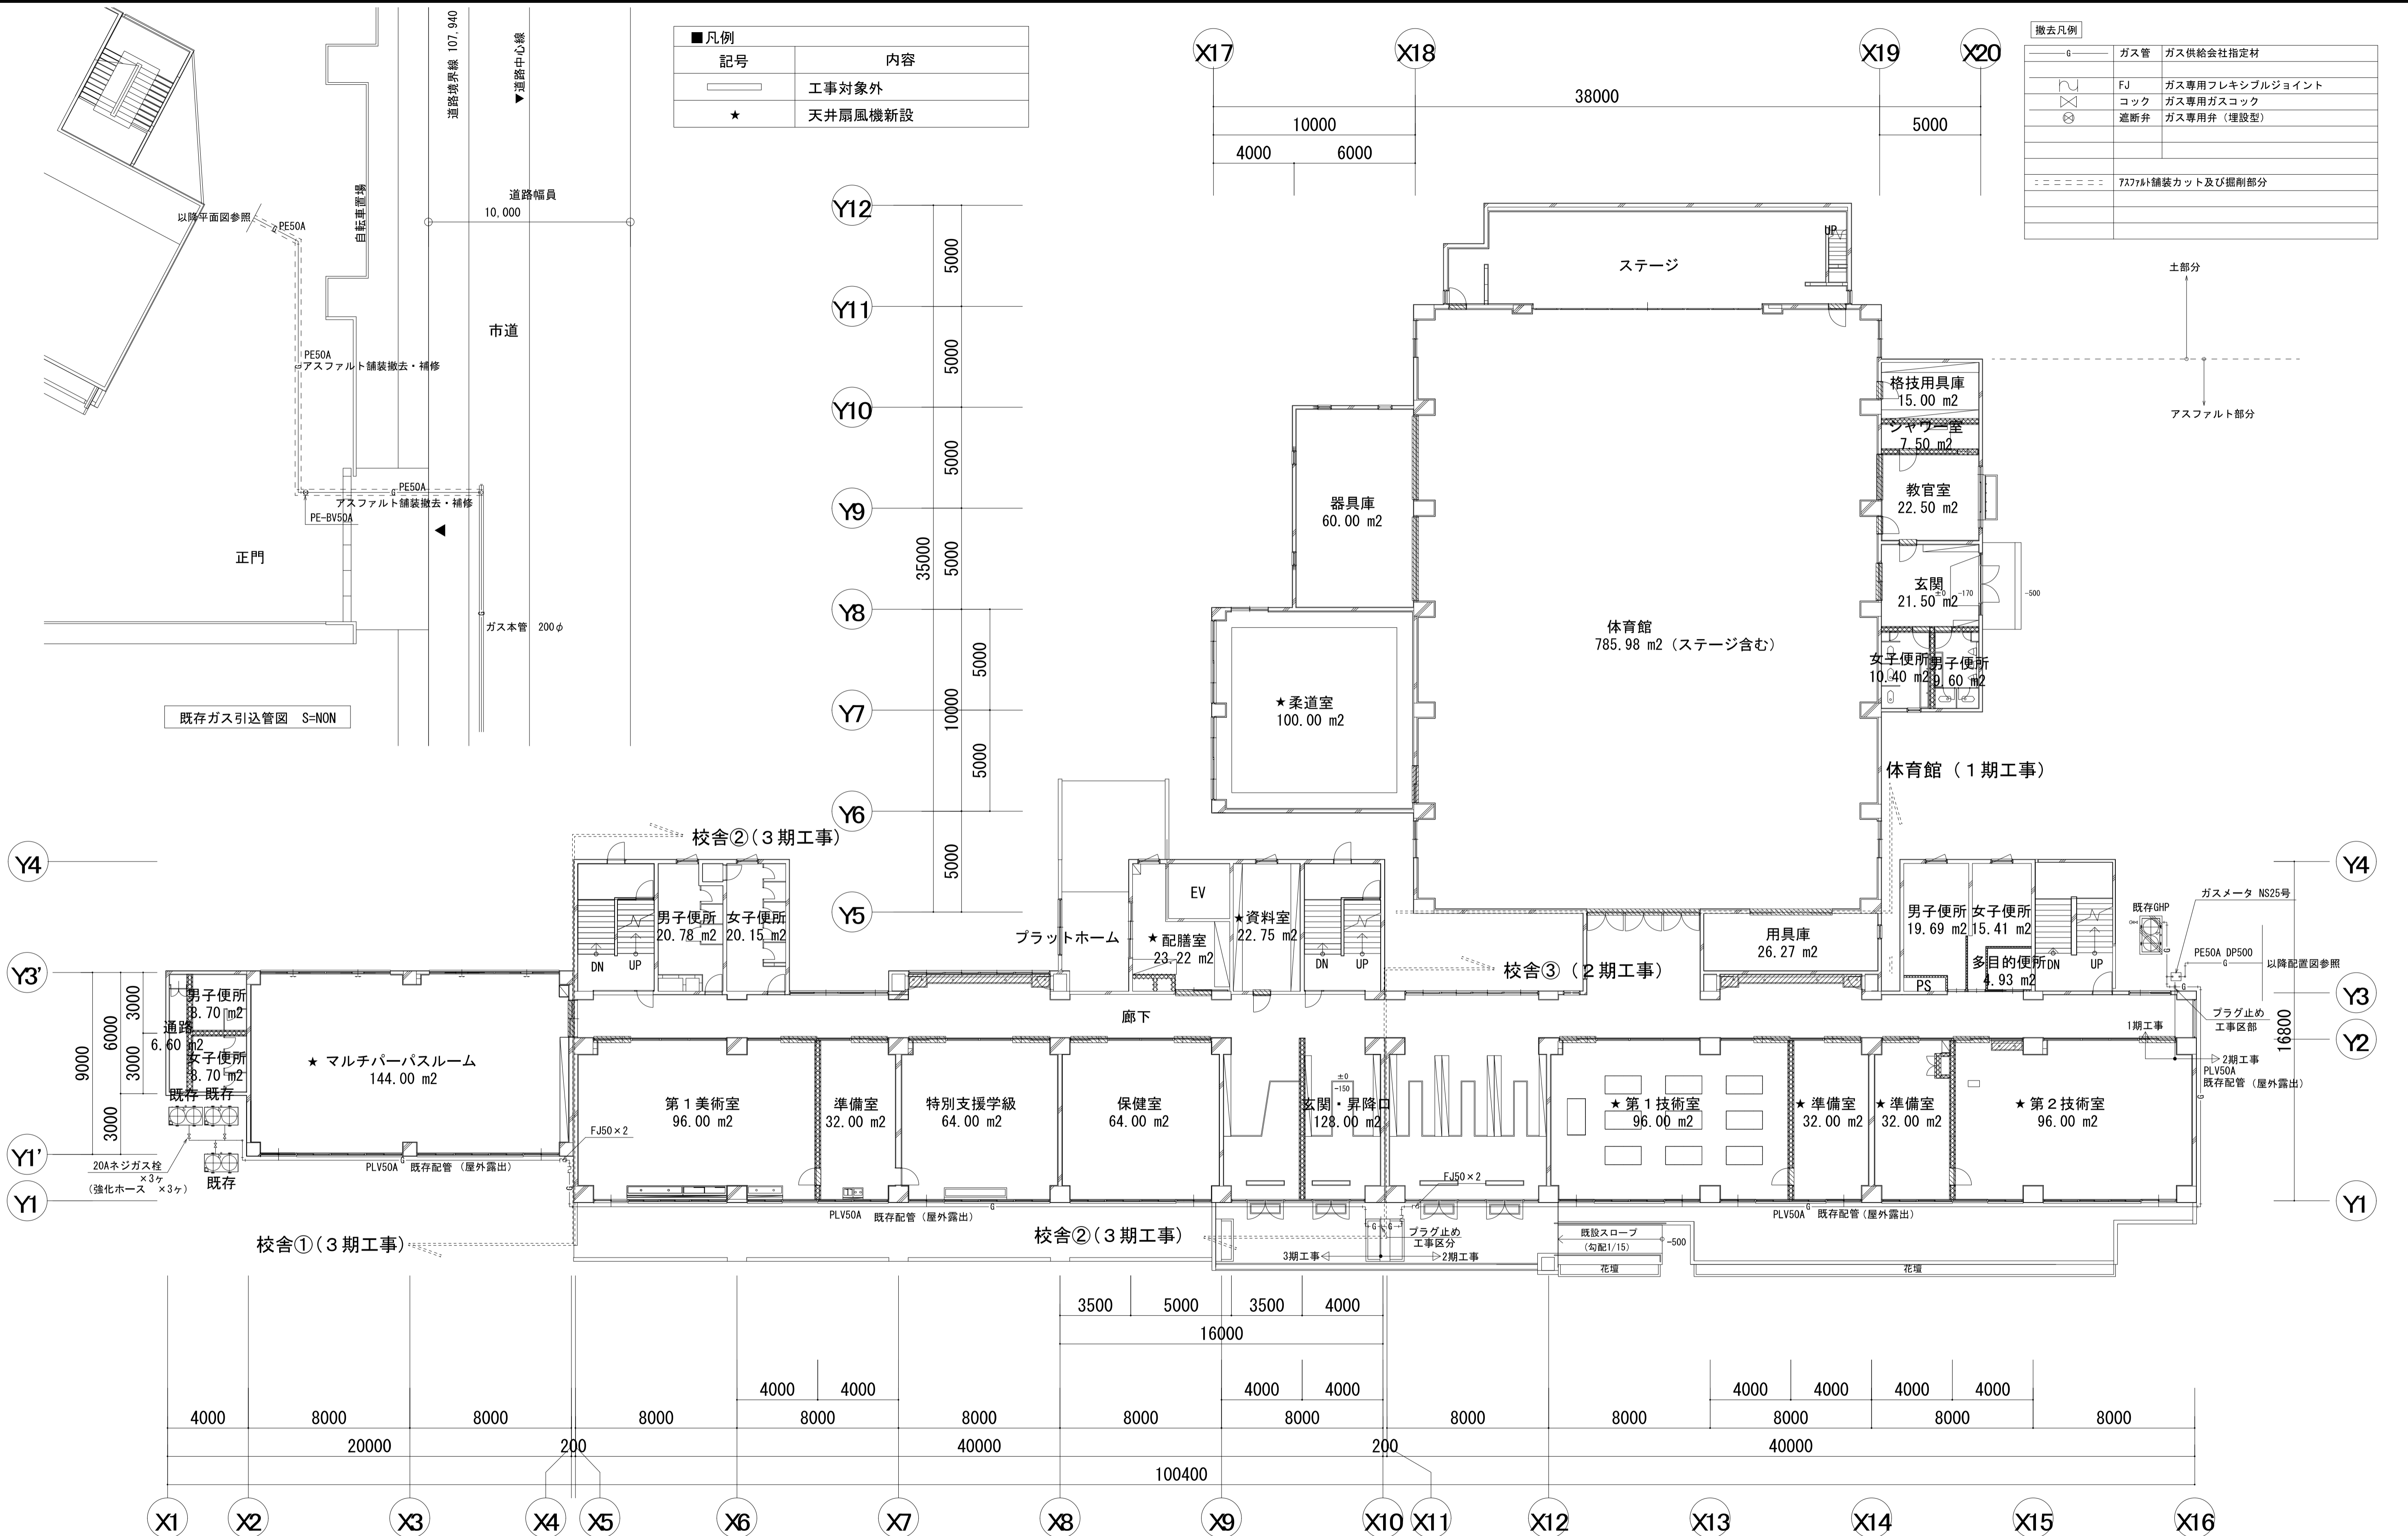 ■凡例
記号 内容
工事対象外
★ 天井扇風機新設
撤去凡例
G ガス管 ガス供給会社指定材
FJ ガス専用フレキシブルジョイント
コック ガス専用ガスコック
遮断弁 ガス専用弁（埋設型）
ｱｽﾌｧﾙﾄ舗装カット及び掘削部分
土部分
アスファルト部分
道路境界線 107,940
▼道路中心線
道路幅員
10,000
自転車置場
以降平面図参照
G
PE50A
市道
PE50A
G
アスファルト舗装撤去・補修
PE50A
G
アスファルト舗装撤去・補修
PE-BV50A
正門
G
ガス本管 200φ
既存ガス引込管図 S=NON
X17
X18
X19
X20
38000
10000
5000
4000 6000
Y12
Y11
Y10
Y9
Y8
Y7
Y6
Y5
5000
5000
5000
5000
35000
5000
10000
5000
5000
UP
ステージ
格技用具庫
15.00 m2
シャワー室
7.50 m2
教官室
22.50 m2
器具庫
60.00 m2
玄関
21.50 m2
±0
-170
-500
体育館
785.98 m2（ステージ含む）
女子便所
10.40 m2
男子便所
9.60 m2
★柔道室
100.00 m2
体育館（１期工事）
校舎②(３期工事)
Y4
Y3'
Y1'
Y1
9000
6000
3000
3000
3000
男子便所
20.78 m2
女子便所
20.15 m2
DN UP
プラットホーム
EV
★配膳室
23.22 m2
★資料室
22.75 m2
DN UP
用具庫
26.27 m2
校舎③（２期工事）
男子便所
19.69 m2
女子便所
15.41 m2
多目的便所
4.93 m2
PS
DN UP
既存GHP
ガスメータ NS25号
PE50A DP500
G
以降配置図参照
G
G
プラグ止め
工事区部
1期工事
2期工事
PLV50A
既存配管（屋外露出）
G
16800
Y4
Y3
Y2
Y1
男子便所
8.70 m2
通路
6.60 m2
女子便所
8.70 m2
既存 既存
既存
20Aネジガス栓
×3ヶ
（強化ホース ×3ヶ）
★ マルチパーパスルーム
144.00 m2
G
PLV50A 既存配管（屋外露出）
FJ50×2
G
廊下
第１美術室
96.00 m2
準備室
32.00 m2
特別支援学級
64.00 m2
保健室
64.00 m2
±0
-150
玄関・昇降口
128.00 m2
★第１技術室
96.00 m2
★準備室
32.00 m2
★準備室
32.00 m2
★第２技術室
96.00 m2
FJ50×2
G
PLV50A 既存配管（屋外露出）
G
PLV50A 既存配管（屋外露出）
校舎①(３期工事)
校舎②(３期工事)
G G
プラグ止め
工事区分
3期工事
2期工事
既設スロープ
（勾配1/15）
-500
花壇
花壇
3500 5000 3500 4000
16000
4000 4000
4000 4000
4000 4000 4000 4000
4000 8000 8000 8000 8000 8000 8000 8000 8000 8000 8000 8000 8000
20000 200 40000 200 40000
100400
X1 X2 X3 X4 X5 X6 X7 X8 X9 X10 X11 X12 X13 X14 X15 X16